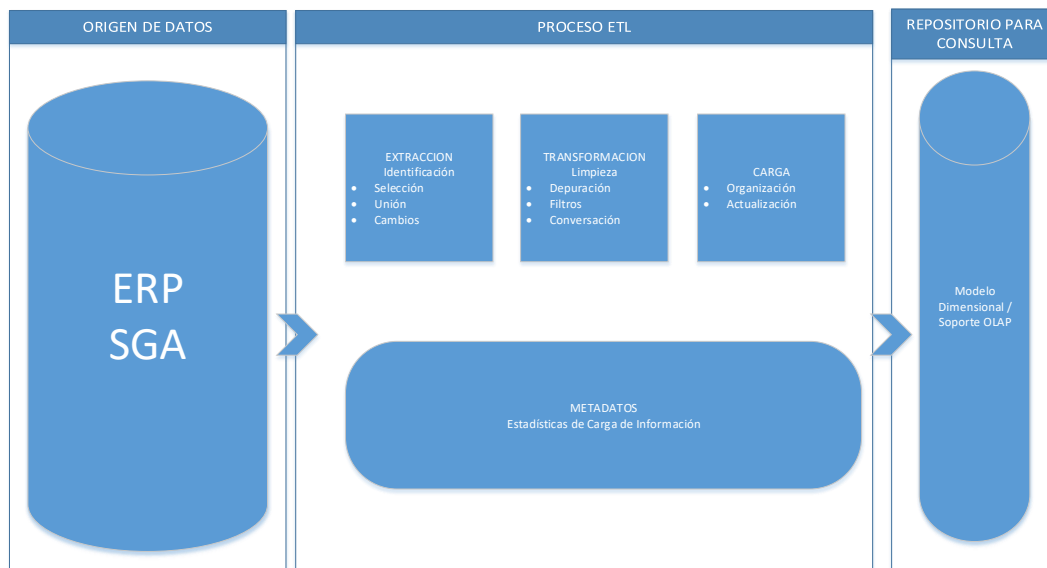 ORIGEN DE DATOS
PROCESO ETL
REPOSITORIO PARA
CONSULTA
ERP
SGA
EXTRACCION
Identificación
• Selección
• Unión
• Cambios
TRANSFORMACION
Limpieza
• Depuración
• Filtros
• Conversación
CARGA
• Organización
• Actualización
METADATOS
Estadísticas de Carga de Información
Modelo
Dimensional /
Soporte OLAP